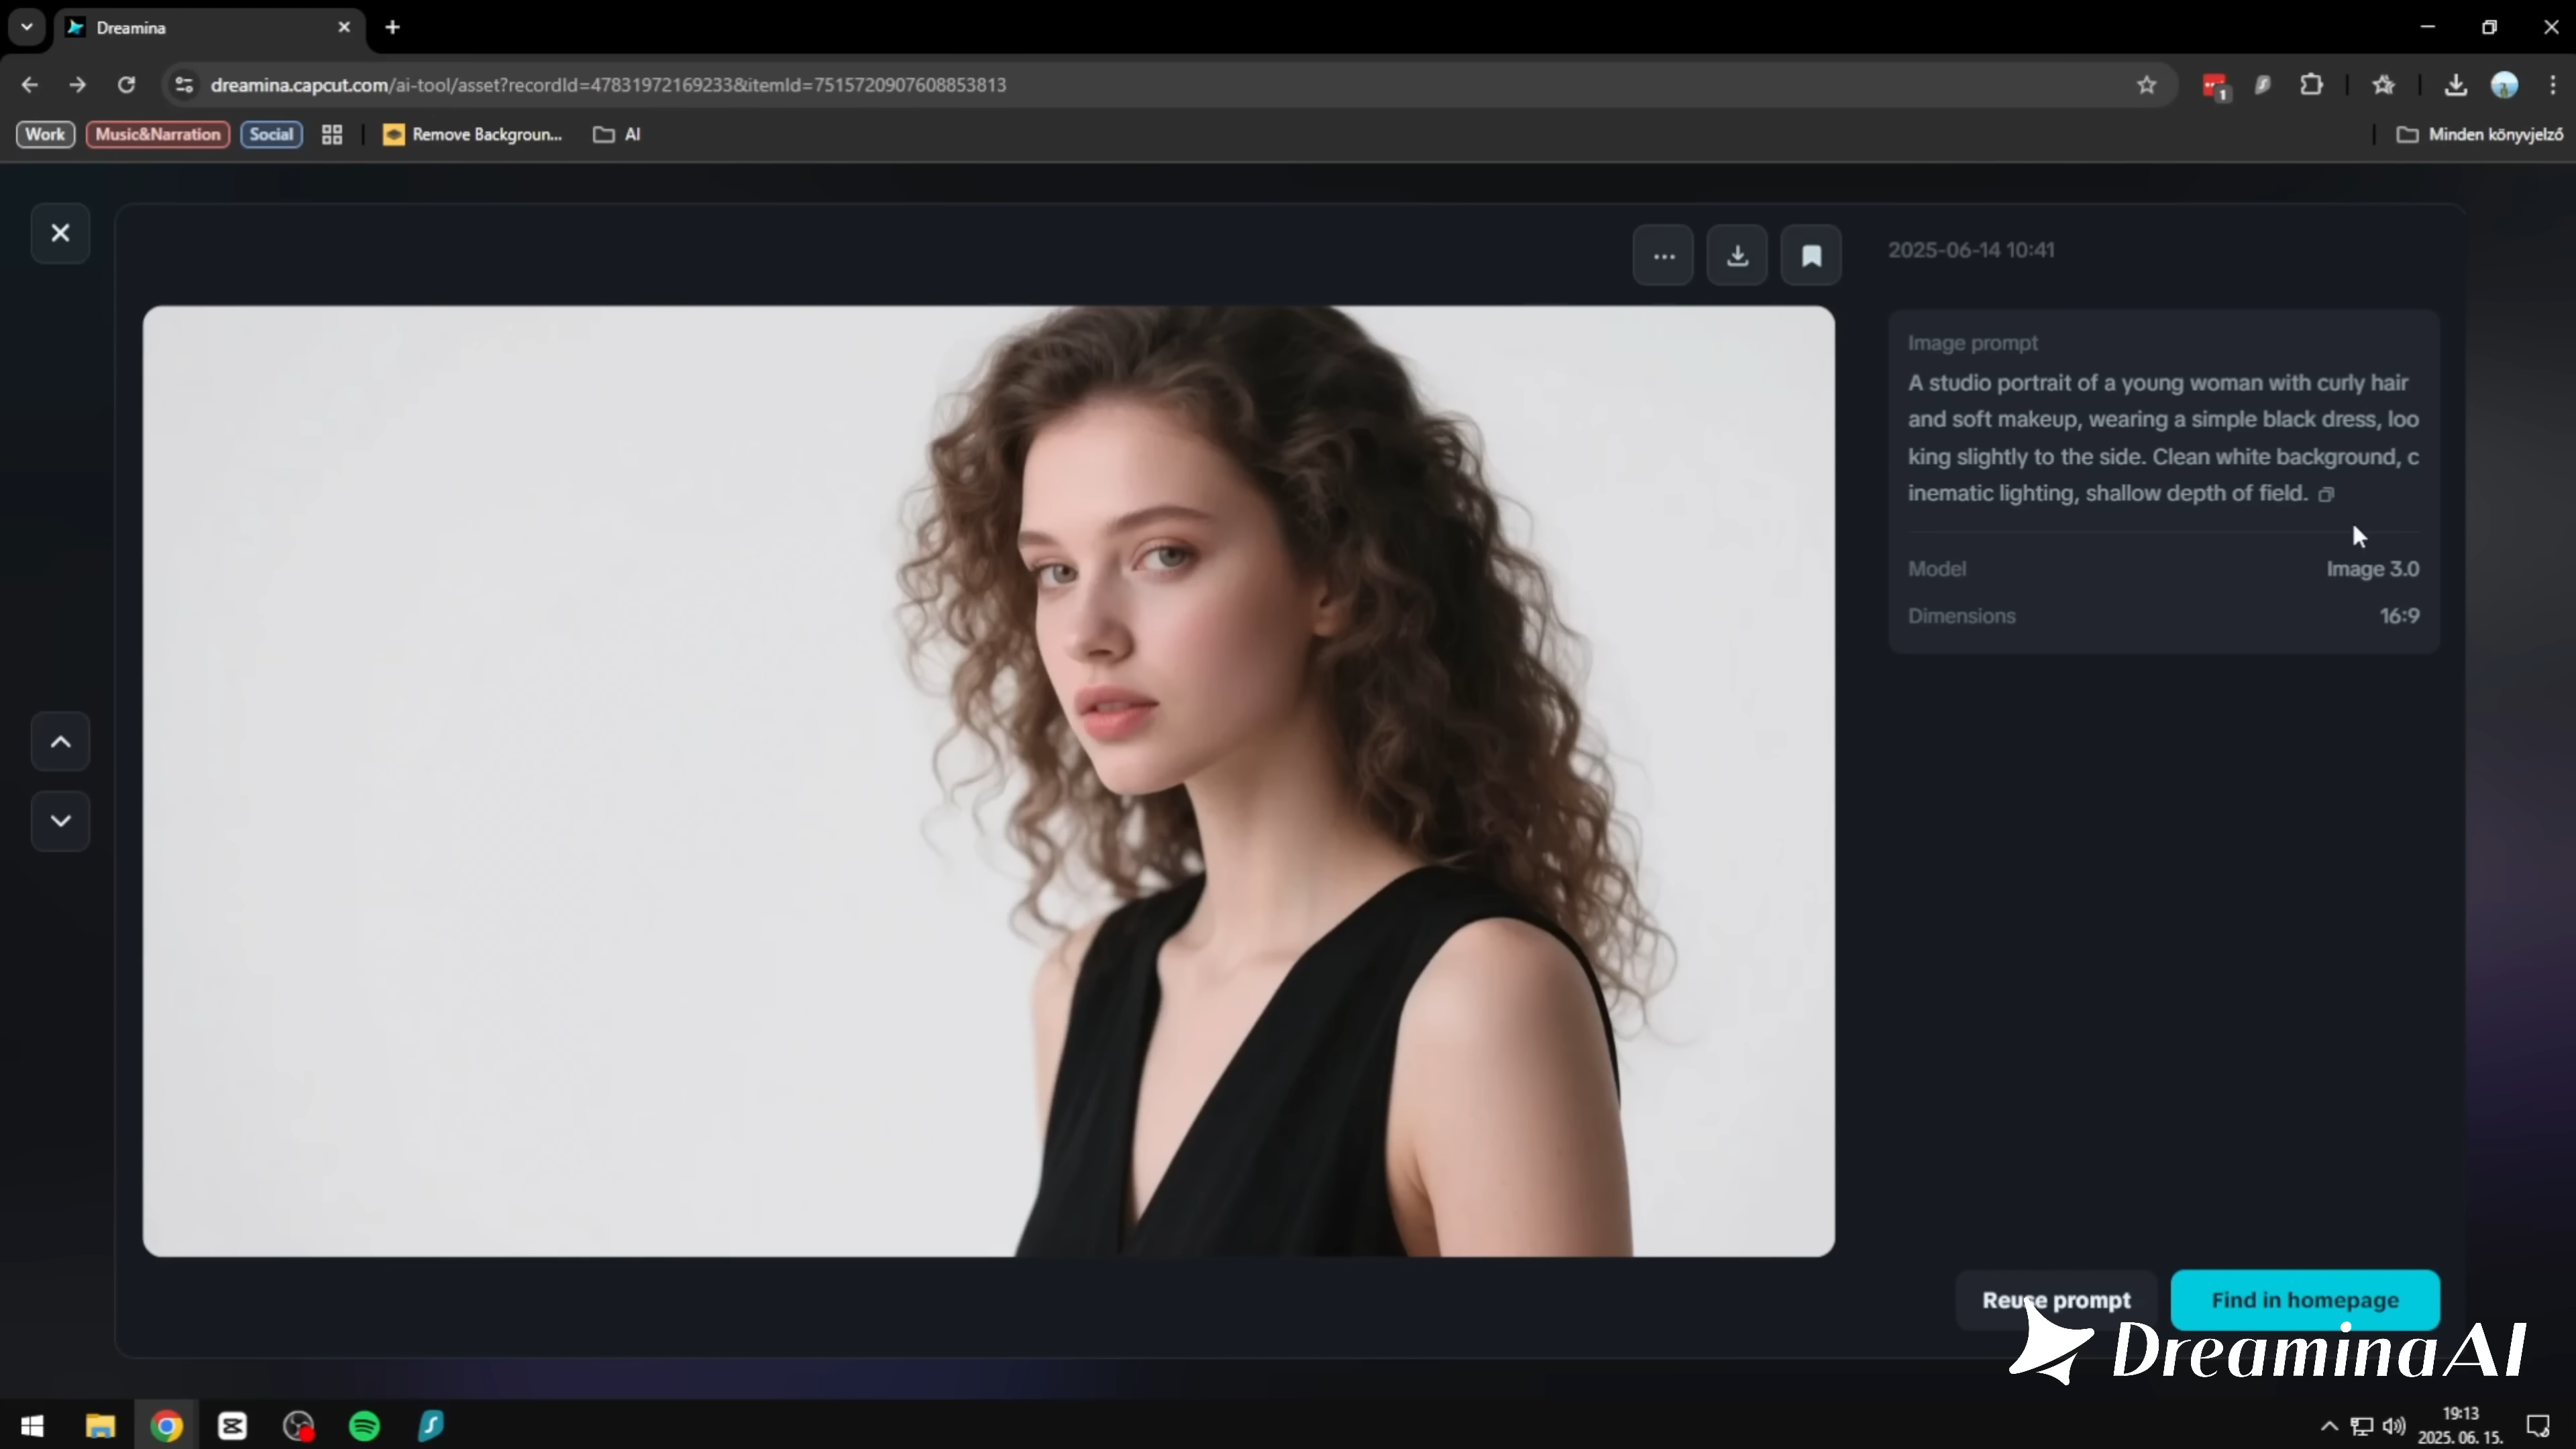 Dreamina
dreamina.capcut.com/ai-tool/asset?recordId=47831972169233&itemId=7515720907608853813
1
Work
Music&Narration
Social
Remove Backgroun...
AI
Minden könyvjelző
2025-06-14 10:41
Image prompt
A studio portrait of a young woman with curly hair
and soft makeup, wearing a simple black dress, loo
king slightly to the side. Clean white background, c
inematic lighting, shallow depth of field.
Model Image 3.0
Dimensions 16:9
Reuse prompt
Find in homepage
DreaminaAI
19:13
2025. 06. 15.